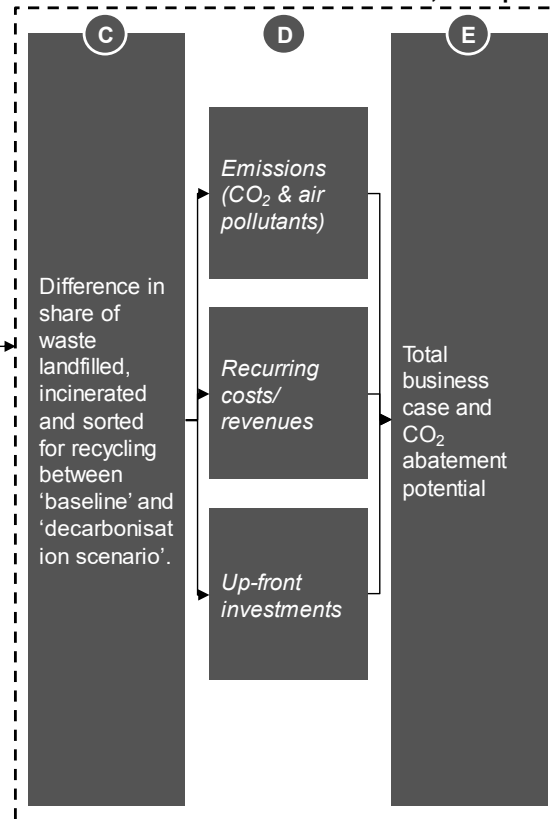 C
D
E
Difference in
share of
waste
landfilled,
incinerated
and sorted
for recycling
between
‘baseline’ and
‘decarbonisat
ion scenario’.
Emissions
(CO₂ & air
pollutants)
Recurring
costs/
revenues
Up-front
investments
Total
business
case and
CO₂
abatement
potential